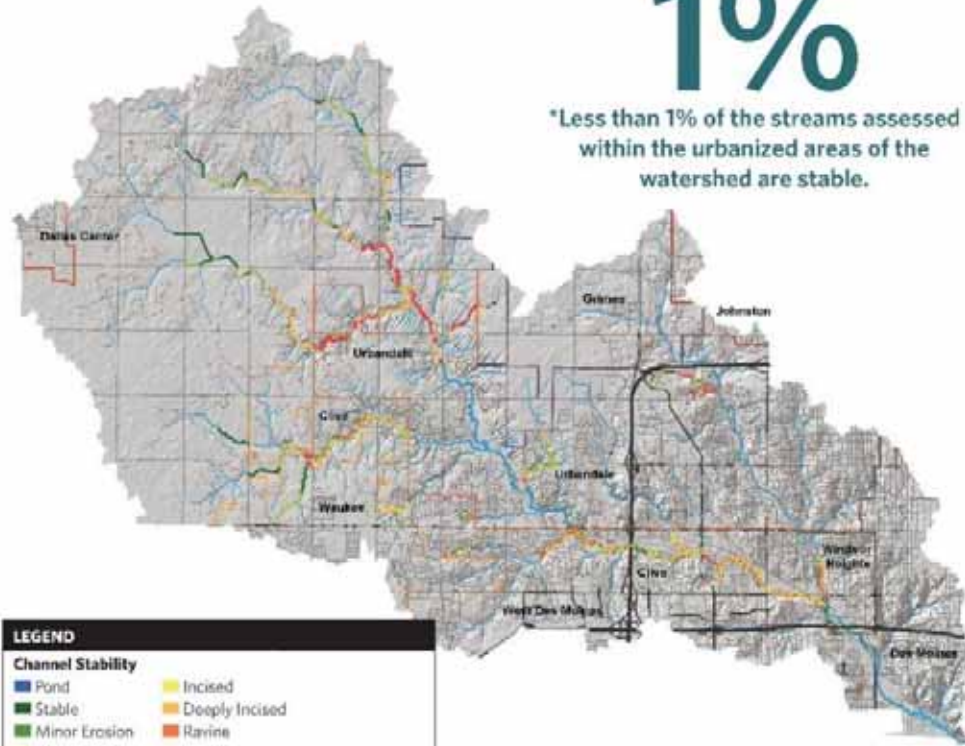 1%
*Less than 1% of the streams assessed
within the urbanized areas of the
watershed are stable.
Dallas Center
Grimes
Johnston
Urbandale
Clive
Urbandale
Waukee
Windsor
Heights
Clive
West Des Moines
Des Moines
LEGEND
Channel Stability
Pond
Incised
Stable
Deeply Incised
Minor Erosion
Ravine